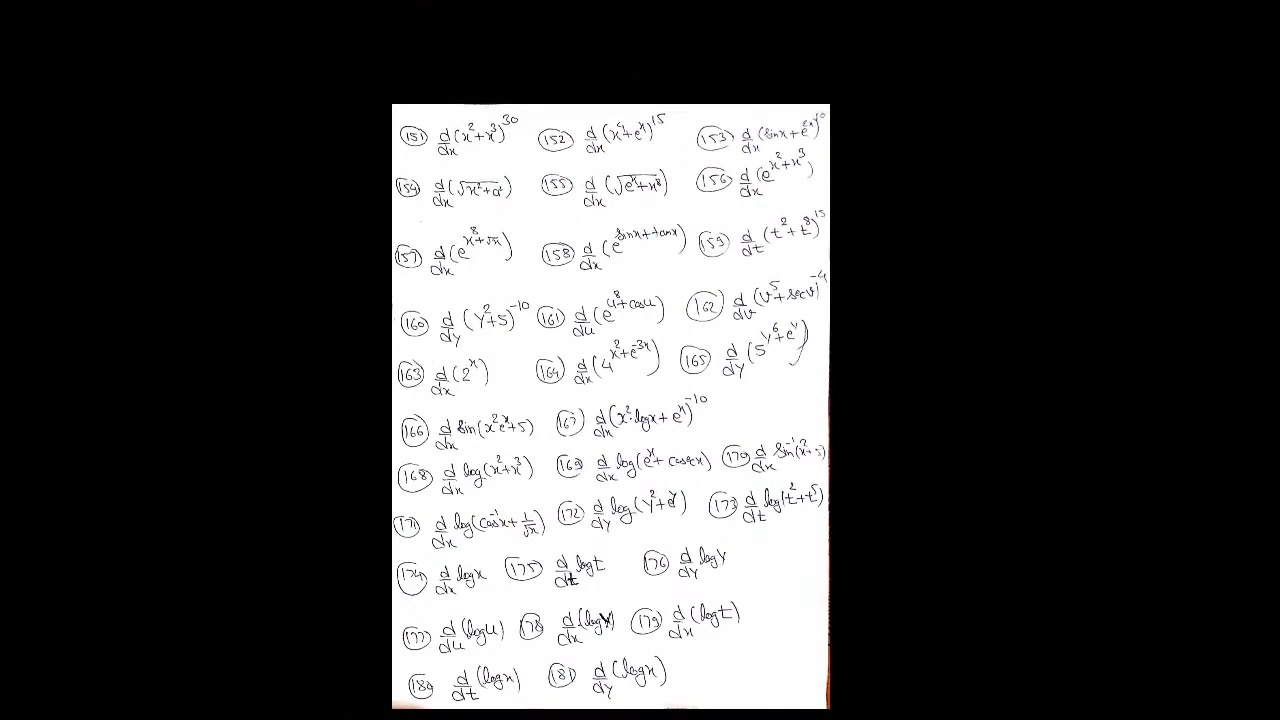 (151) d/dx (x²+x³)³⁰ (152) d/dx (x⁴+eˣ)¹⁵ (153) d/dx (sinx+e²ˣ)¹⁰
(154) d/dx (√x²+a²) (155) d/dx (√eˣ+x⁸) (156) d/dx (e^x²+x³)
(157) d/dx (e^x⁸+√x) (158) d/dx (e^sinx+tanx) (159) d/dt (t²+t⁸)¹⁵
(160) d/dy (y²+5)⁻¹⁰ (161) d/du (e^u⁸+cosu) (162) d/dv (v⁵+secv)⁻⁴
(163) d/dx (2ˣ) (164) d/dx (4^x²+e⁻³ˣ) (165) d/dy (5^y⁶+eʸ)
(166) d/dx sin(x²eˣ+5) (167) d/dx (x²·logx+eˣ)⁻¹⁰
(168) d/dx log(x²+x³) (169) d/dx log(eˣ+cosecx) (170) d/dx sin⁻¹(x²+5)
(171) d/dx log(cos⁻¹x+1/√x) (172) d/dy log(y²+eʸ) (173) d/dt log(t²+t⁵)
(174) d/dx logx (175) d/dt logt (176) d/dy logy
(177) d/du (logu) (178) d/dx (logy) (179) d/dx (logt)
(180) d/dt (logx) (181) d/dy (logx)